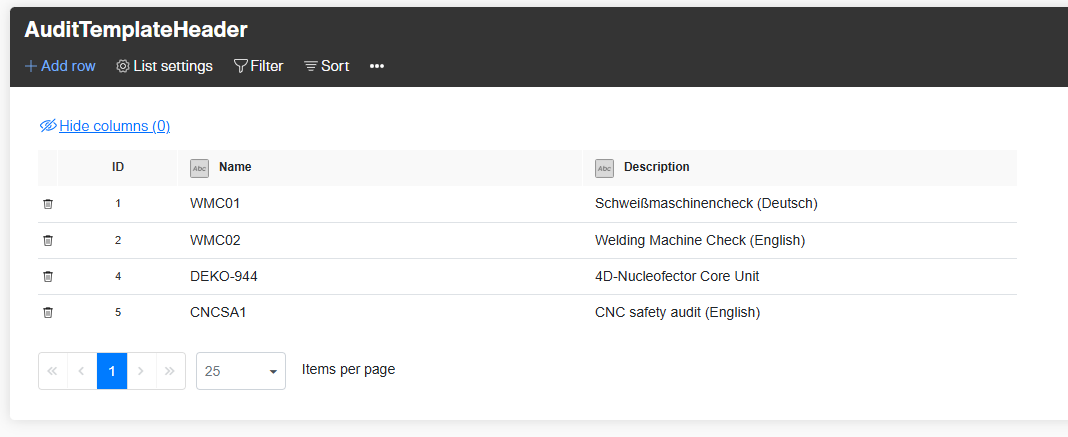 AuditTemplateHeader
Add row List settings Filter Sort •••
Hide columns (0)
ID Abc Name Abc Description
1 WMC01 Schweißmaschinencheck (Deutsch)
2 WMC02 Welding Machine Check (English)
4 DEKO-944 4D-Nucleofector Core Unit
5 CNCSA1 CNC safety audit (English)
« ‹ 1 › » 25 Items per page